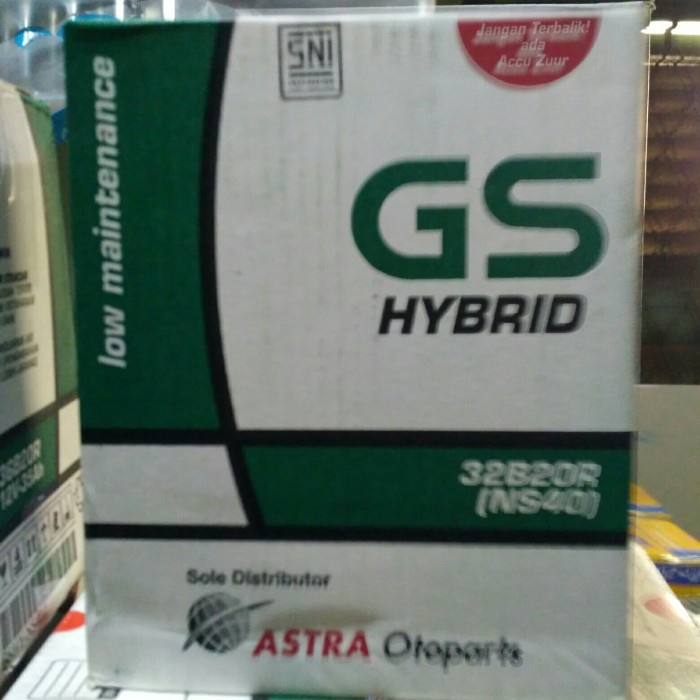 SNI
Jangan Terbalik!
ada
Accu Zuur
low maintenance
GS
HYBRID
32B20R
(NS40)
Sole Distributor
ASTRA Otoparts